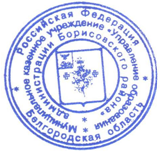 Российская Федерация
Белгородская область
Муниципальное казенное учреждение «Управление образования
администрации Борисовского района»